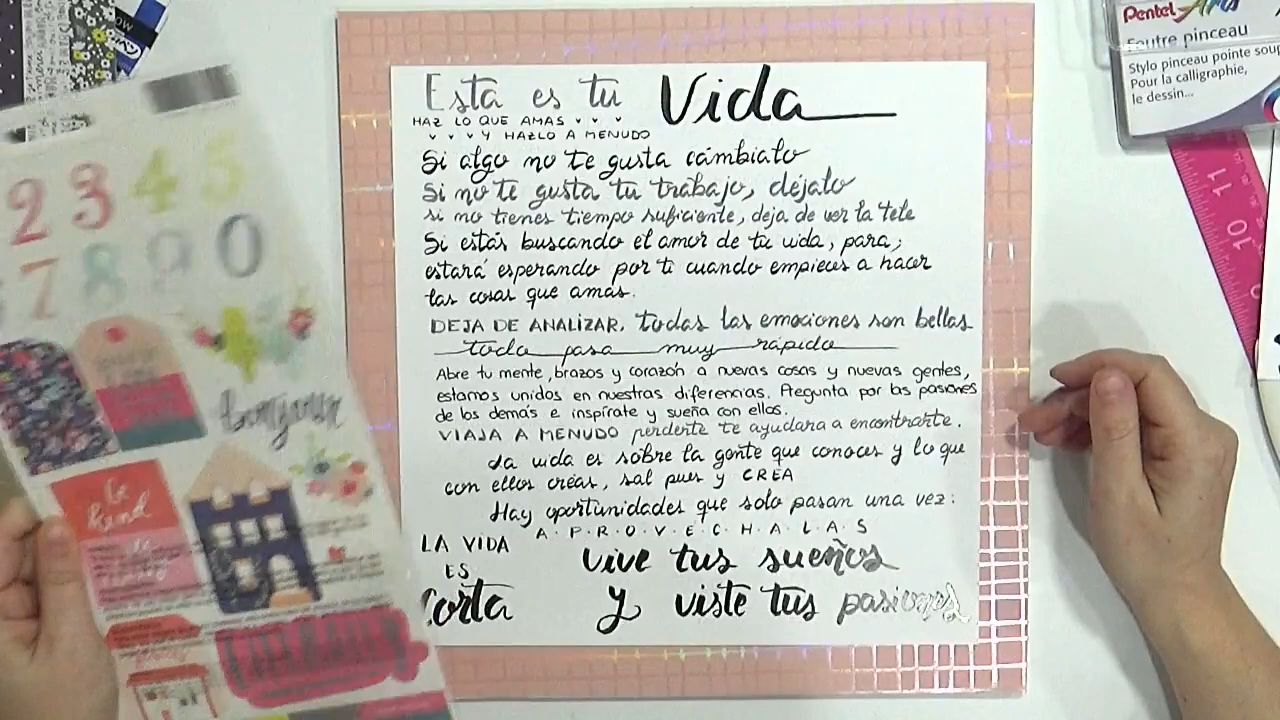 Esta es tu Vida
HAZ LO QUE AMAS
Y HAZLO A MENUDO
Si algo no te gusta cámbialo
Si no te gusta tu trabajo, déjalo
si no tienes tiempo suficiente, deja de ver la tele
Si estás buscando el amor de tu vida, para,
estará esperando por ti cuando empieces a hacer
las cosas que amas.
DEJA DE ANALIZAR, todas las emociones son bellas
todo pasa muy rápido
Abre tu mente, brazos y corazón a nuevas cosas y nuevas gentes,
estamos unidos en nuestras diferencias. Pregunta por las pasiones
de los demás e inspírate y sueña con ellos.
VIAJA A MENUDO perderte te ayudara a encontrarte.
La vida es sobre la gente que conoces y lo que
con ellos creas, sal pues y CREA
Hay oportunidades que solo pasan una vez:
A·P·R·O·V·E·C·H·A·L·A·S
LA VIDA
ES
Corta
vive tus sueños
y viste tus pasiones
Pentel Arts
Feutre pinceau
Stylo pinceau pointe soup
Pour la calligraphie,
le dessin...
11
10
2 3 4 5
7 8 9 0
bonjour
be
kind